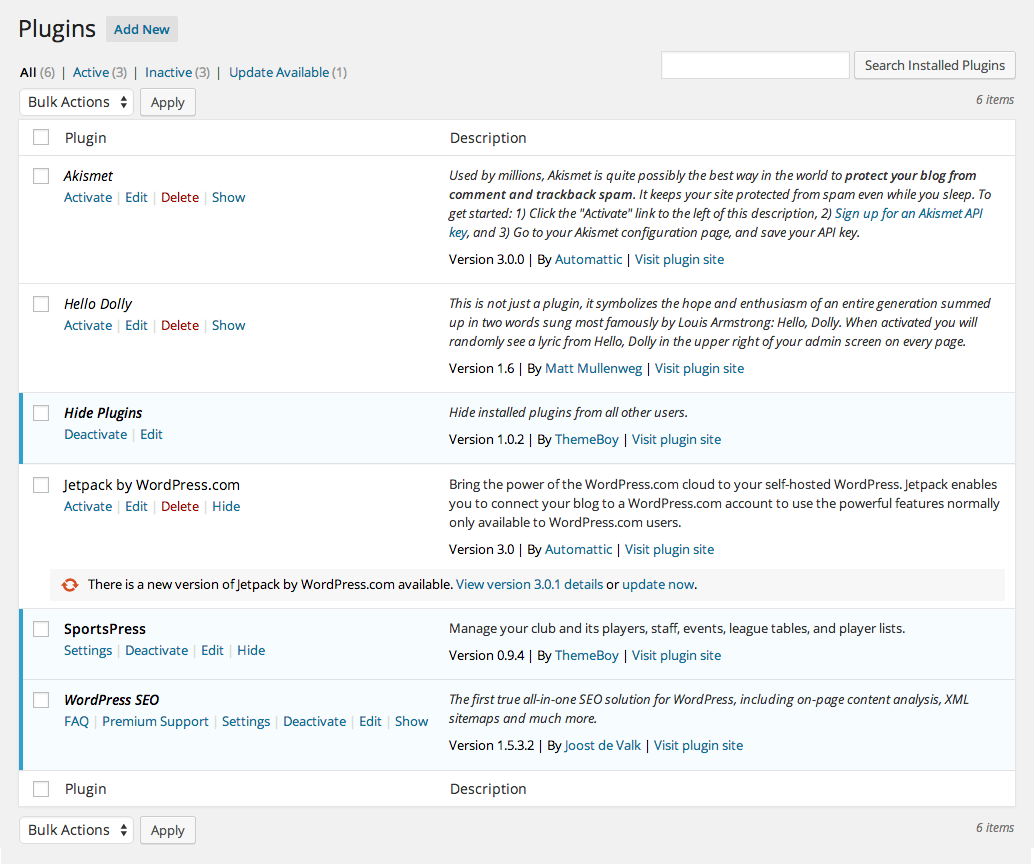 Plugins Add New
All (6) | Active (3) | Inactive (3) | Update Available (1)
Search Installed Plugins
Bulk Actions Apply
6 items
Plugin Description
Akismet
Activate | Edit | Delete | Show
Used by millions, Akismet is quite possibly the best way in the world to protect your blog from
comment and trackback spam. It keeps your site protected from spam even while you sleep. To
get started: 1) Click the "Activate" link to the left of this description, 2) Sign up for an Akismet API
key, and 3) Go to your Akismet configuration page, and save your API key.
Version 3.0.0 | By Automattic | Visit plugin site
Hello Dolly
Activate | Edit | Delete | Show
This is not just a plugin, it symbolizes the hope and enthusiasm of an entire generation summed
up in two words sung most famously by Louis Armstrong: Hello, Dolly. When activated you will
randomly see a lyric from Hello, Dolly in the upper right of your admin screen on every page.
Version 1.6 | By Matt Mullenweg | Visit plugin site
Hide Plugins
Deactivate | Edit
Hide installed plugins from all other users.
Version 1.0.2 | By ThemeBoy | Visit plugin site
Jetpack by WordPress.com
Activate | Edit | Delete | Hide
Bring the power of the WordPress.com cloud to your self-hosted WordPress. Jetpack enables
you to connect your blog to a WordPress.com account to use the powerful features normally
only available to WordPress.com users.
Version 3.0 | By Automattic | Visit plugin site
There is a new version of Jetpack by WordPress.com available. View version 3.0.1 details or update now.
SportsPress
Settings | Deactivate | Edit | Hide
Manage your club and its players, staff, events, league tables, and player lists.
Version 0.9.4 | By ThemeBoy | Visit plugin site
WordPress SEO
FAQ | Premium Support | Settings | Deactivate | Edit | Show
The first true all-in-one SEO solution for WordPress, including on-page content analysis, XML
sitemaps and much more.
Version 1.5.3.2 | By Joost de Valk | Visit plugin site
Plugin Description
Bulk Actions Apply
6 items